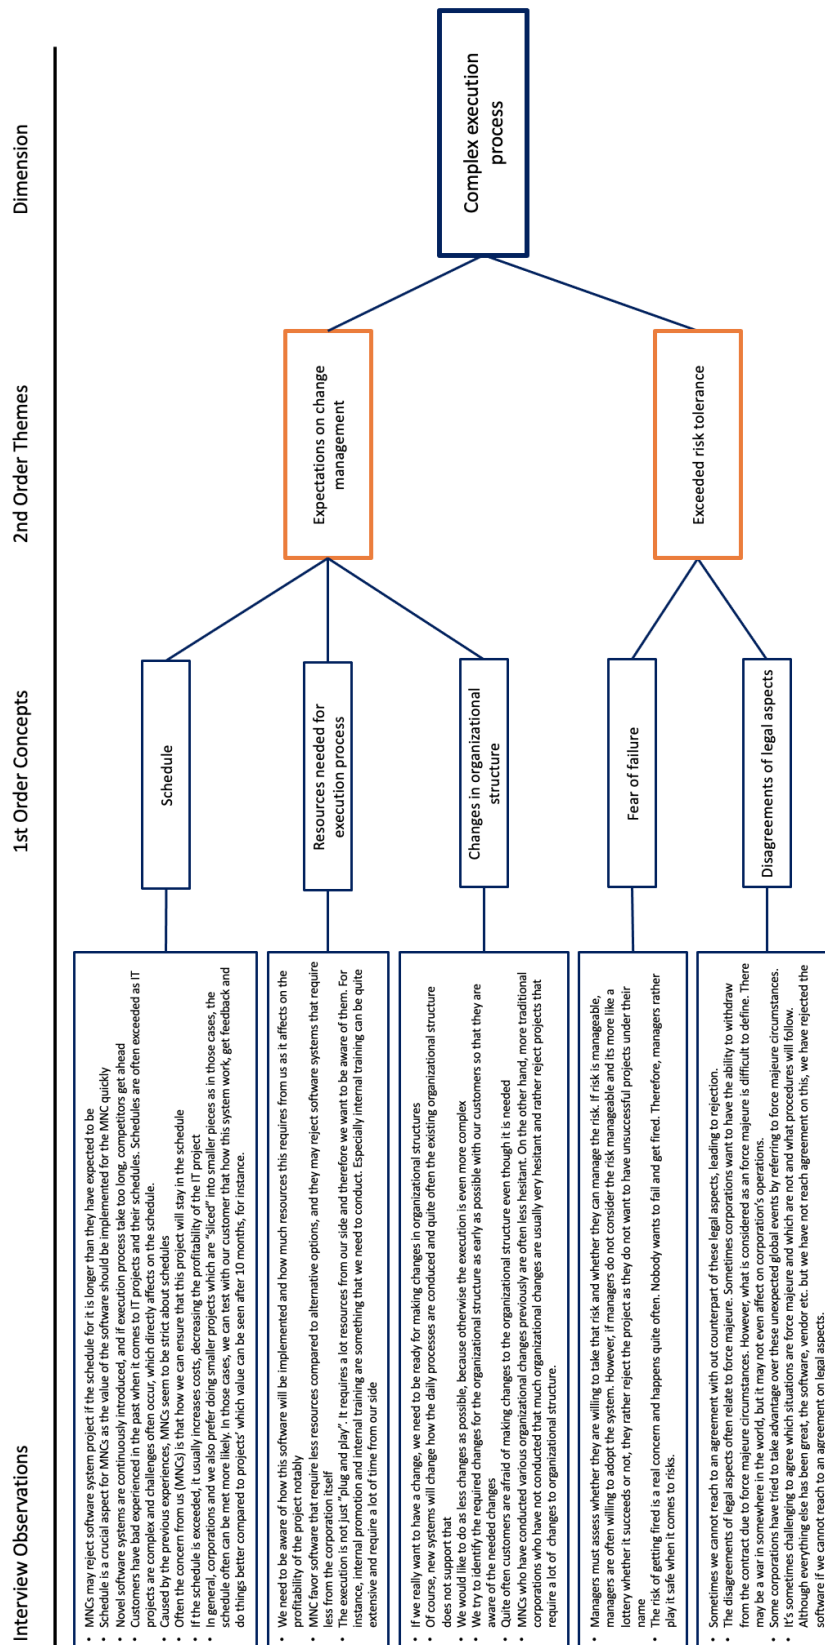 Interview Observations
1st Order Concepts
2nd Order Themes
Dimension
• MNCs may reject software system project if the schedule for it is longer than they have expected to be
• Schedule is a crucial aspect for MNCs as the value of the software should be implemented for the MNC quickly
• Novel software systems are continuously introduced, and if execution process take too long, competitors get ahead
• Customers have bad experienced in the past when it comes to IT projects and their schedules. Schedules are often exceeded as IT
projects are complex and challenges often occur, which directly affects on the schedule.
• Caused by the previous experiences, MNCs seem to be strict about schedules
• Often the concern from us (MNCs) is that how we can ensure that this project will stay in the schedule
• If the schedule is exceeded, it usually increases costs, decreasing the profitability of the IT project
• In general, corporations and we also prefer doing smaller projects which are "sliced" into smaller pieces as in those cases, the
schedule often can be met more likely. In those cases, we can test with our customer that how this system work, get feedback and
do things better compared to projects' which value can be seen after 10 months, for instance.
Schedule
• We need to be aware of how this software will be implemented and how much resources this requires from us as it affects on the
profitability of the project notably
• MNC favor software that require less resources compared to alternative options, and they may reject software systems that require
less from the corporation itself
• The execution is not just "plug and play". It requires a lot resources from our side and therefore we want to be aware of them. For
instance, internal promotion and internal training are something that we need to conduct. Especially internal training can be quite
extensive and require a lot of time from our side
Resources needed for
execution process
• If we really want to have a change, we need to be ready for making changes in organizational structures
• Of course, new systems will change how the daily processes are conducted and quite often the existing organizational structure
does not support that
• We would like to do as less changes as possible, because otherwise the execution is even more complex
• We try to identify the required changes for the organizational structure as early as possible with our customers so that they are
aware of the needed changes
• Quite often customers are afraid of making changes to the organizational structure even though it is needed
• MNCs who have conducted various organizational changes previously are often less hesitant. On the other hand, more traditional
corporations who have not conducted that much organizational changes are usually very hesitant and rather reject projects that
require a lot of changes to organizational structure.
Changes in organizational
structure
Expectations on change
management
• Managers must assess whether they are willing to take that risk and whether they can manage the risk. If risk is manageable,
managers are often willing to adopt the system. However, if managers do not consider the risk manageable and its more like a
lottery whether it succeeds or not, they rather reject the project as they do not want to have unsuccessful projects under their
name
• The risk of getting fired is a real concern and happens quite often. Nobody wants to fail and get fired. Therefore, managers rather
play it safe when it comes to risks.
Fear of failure
• Sometimes we cannot reach to an agreement with out counterpart of these legal aspects, leading to rejection.
• The disagreements of legal aspects often relate to force majeure. Sometimes corporations want to have the ability to withdraw
from the contract due to force majeure circumstances. However, what is considered as an force majeure is difficult to define. There
may be a war in somewhere in the world, but it may not even affect on corporation's operations.
• Some corporations have tried to take advantage over these unexpected global events by referring to force majeure circumstances.
• It's sometimes challenging to agree which situations are force majeure and which are not and what procedures will follow.
• Although everything else has been great, the software, vendor etc. but we have not reach agreement on this, we have rejected the
software if we cannot reach to an agreement on legal aspects.
Disagreements of legal aspects
Exceeded risk tolerance
Complex execution
process